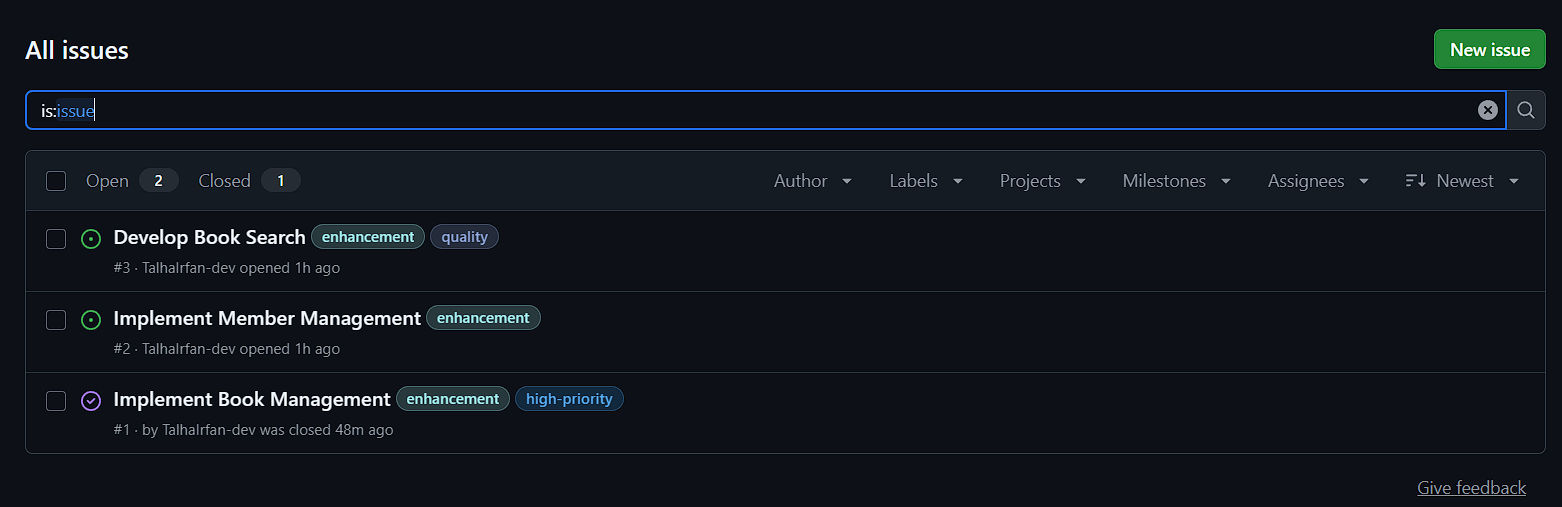 All issues
New issue
is:issue
Open 2 Closed 1 Author Labels Projects Milestones Assignees Newest
Develop Book Search enhancement quality
#3 · TalhaIrfan-dev opened 1h ago
Implement Member Management enhancement
#2 · TalhaIrfan-dev opened 1h ago
Implement Book Management enhancement high-priority
#1 · by TalhaIrfan-dev was closed 48m ago
Give feedback